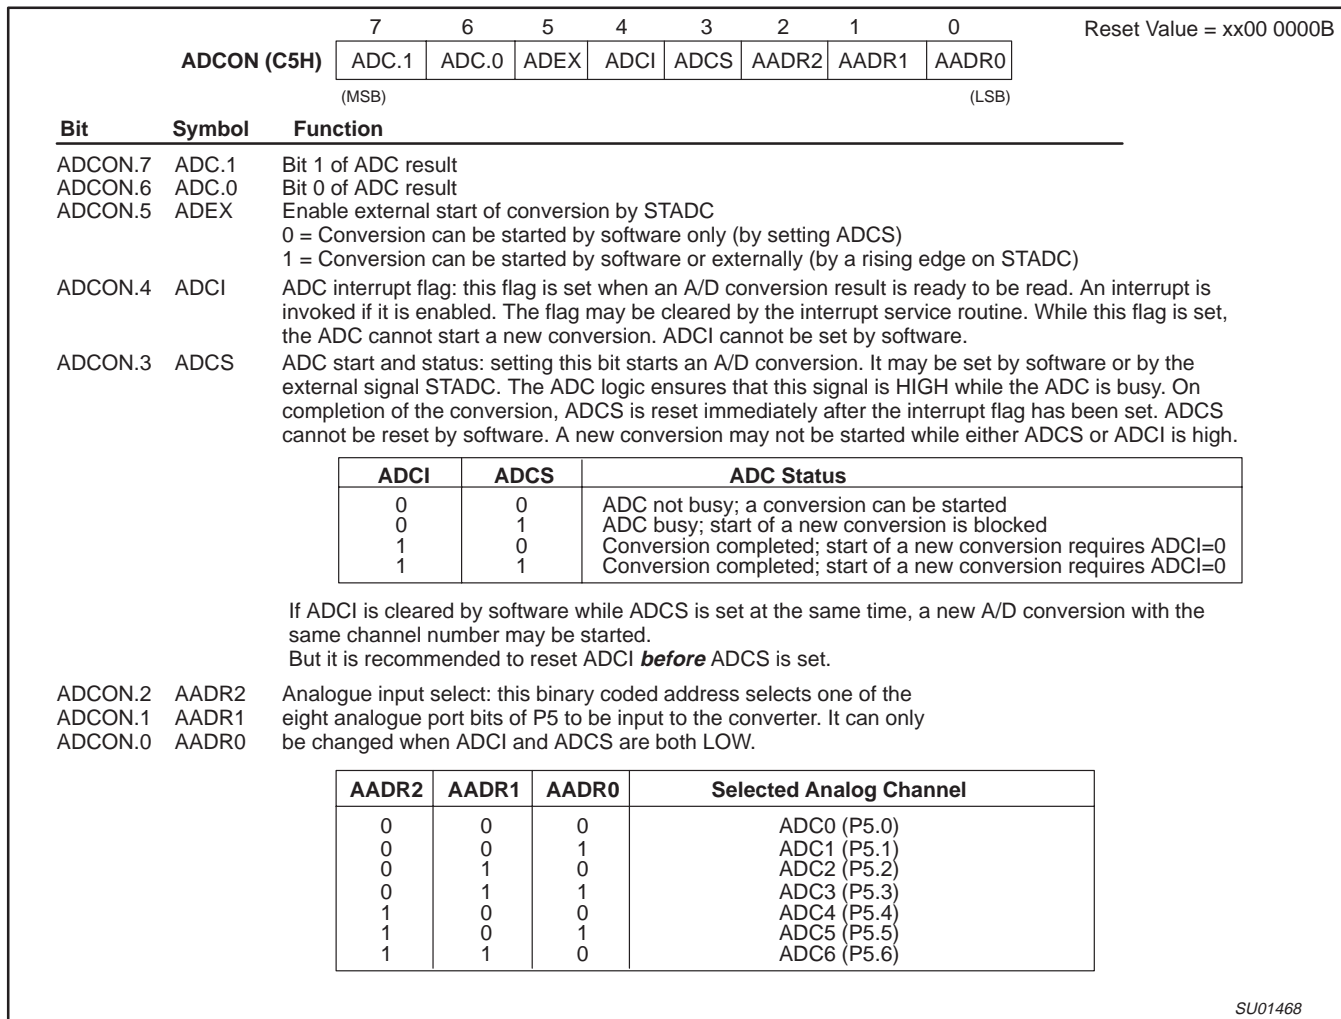 7 6 5 4 3 2 1 0 Reset Value = xx00 0000B
ADCON (C5H) ADC.1 ADC.0 ADEX ADCI ADCS AADR2 AADR1 AADR0
(MSB) (LSB)
Bit Symbol Function
ADCON.7 ADC.1 Bit 1 of ADC result
ADCON.6 ADC.0 Bit 0 of ADC result
ADCON.5 ADEX Enable external start of conversion by STADC
0 = Conversion can be started by software only (by setting ADCS)
1 = Conversion can be started by software or externally (by a rising edge on STADC)
ADCON.4 ADCI ADC interrupt flag: this flag is set when an A/D conversion result is ready to be read. An interrupt is
invoked if it is enabled. The flag may be cleared by the interrupt service routine. While this flag is set,
the ADC cannot start a new conversion. ADCI cannot be set by software.
ADCON.3 ADCS ADC start and status: setting this bit starts an A/D conversion. It may be set by software or by the
external signal STADC. The ADC logic ensures that this signal is HIGH while the ADC is busy. On
completion of the conversion, ADCS is reset immediately after the interrupt flag has been set. ADCS
cannot be reset by software. A new conversion may not be started while either ADCS or ADCI is high.
ADCI ADCS ADC Status
0 0 ADC not busy; a conversion can be started
0 1 ADC busy; start of a new conversion is blocked
1 0 Conversion completed; start of a new conversion requires ADCI=0
1 1 Conversion completed; start of a new conversion requires ADCI=0
If ADCI is cleared by software while ADCS is set at the same time, a new A/D conversion with the
same channel number may be started.
But it is recommended to reset ADCI before ADCS is set.
ADCON.2 AADR2 Analogue input select: this binary coded address selects one of the
ADCON.1 AADR1 eight analogue port bits of P5 to be input to the converter. It can only
ADCON.0 AADR0 be changed when ADCI and ADCS are both LOW.
AADR2 AADR1 AADR0 Selected Analog Channel
0 0 0 ADC0 (P5.0)
0 0 1 ADC1 (P5.1)
0 1 0 ADC2 (P5.2)
0 1 1 ADC3 (P5.3)
1 0 0 ADC4 (P5.4)
1 0 1 ADC5 (P5.5)
1 1 0 ADC6 (P5.6)
SU01468